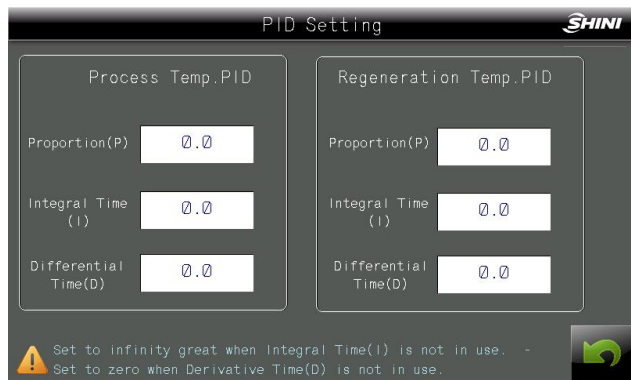 PID Setting
SHINI
Process Temp.PID
Proportion(P)
0.0
Integral Time
(I)
0.0
Differential
Time(D)
0.0
Regeneration Temp.PID
Proportion(P)
0.0
Integral Time
(I)
0.0
Differential
Time(D)
0.0
Set to infinity great when Integral Time(I) is not in use. -
Set to zero when Derivative Time(D) is not in use.